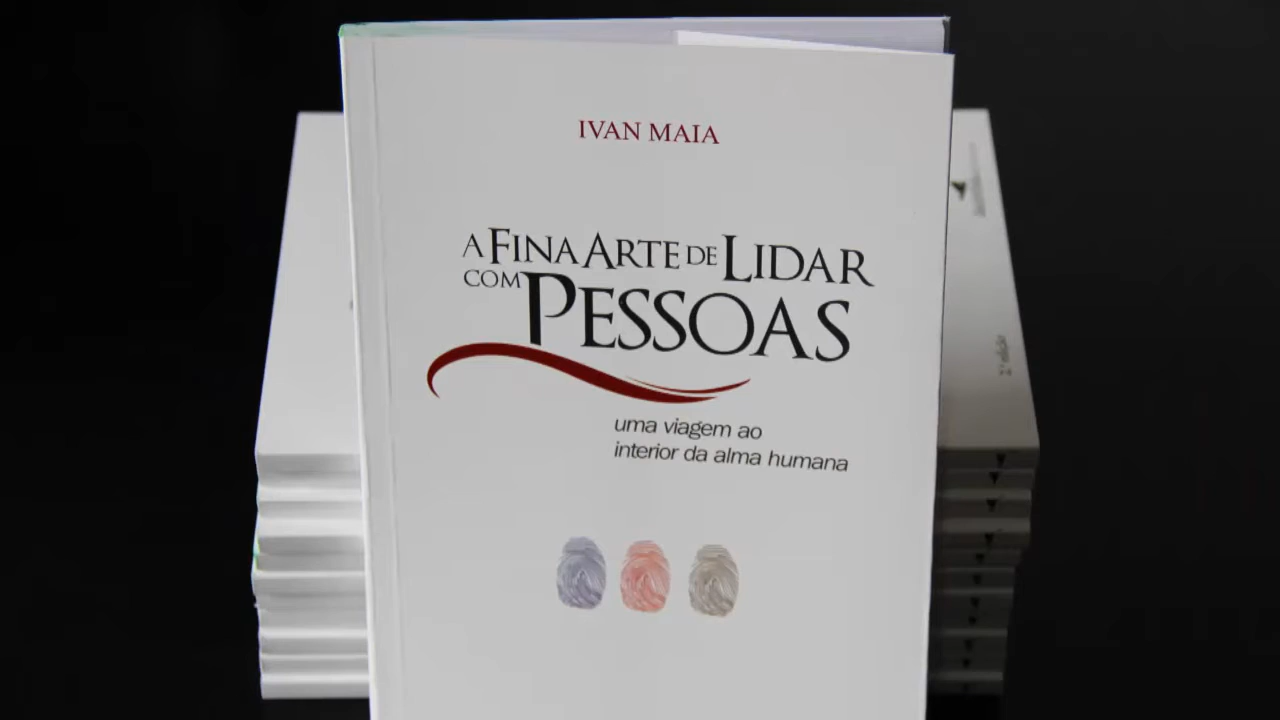 IVAN MAIA
A FINA ARTE DE LIDAR
COM PESSOAS
uma viagem ao
interior da alma humana